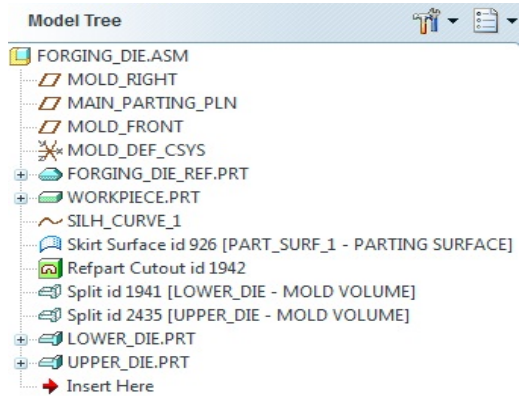 Model Tree
FORGING_DIE.ASM
MOLD_RIGHT
MAIN_PARTING_PLN
MOLD_FRONT
MOLD_DEF_CSYS
FORGING_DIE_REF.PRT
WORKPIECE.PRT
SILH_CURVE_1
Skirt Surface id 926 [PART_SURF_1 - PARTING SURFACE]
Refpart Cutout id 1942
Split id 1941 [LOWER_DIE - MOLD VOLUME]
Split id 2435 [UPPER_DIE - MOLD VOLUME]
LOWER_DIE.PRT
UPPER_DIE.PRT
Insert Here